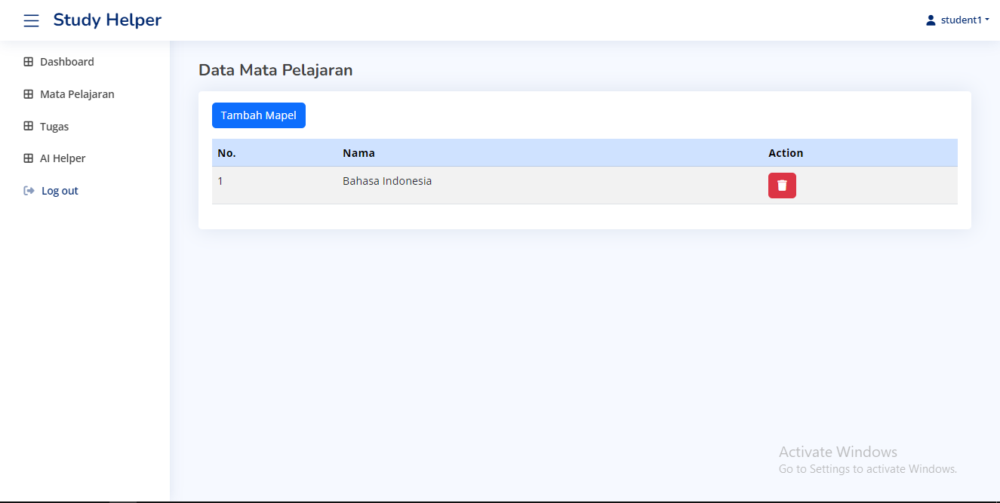 Study Helper
student1
Dashboard
Mata Pelajaran
Tugas
AI Helper
Log out
Data Mata Pelajaran
Tambah Mapel
No. Nama Action
1 Bahasa Indonesia
Activate Windows
Go to Settings to activate Windows.